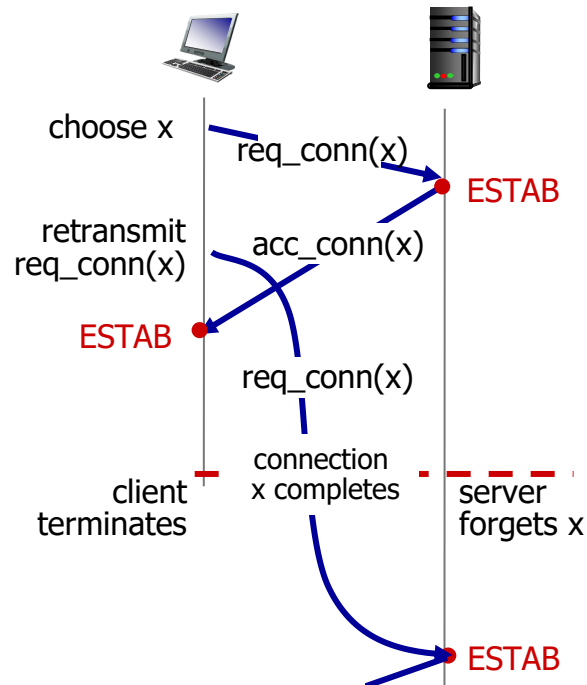 choose x
req_conn(x)
ESTAB
retransmit
req_conn(x)
acc_conn(x)
ESTAB
req_conn(x)
connection
x completes
client
terminates
server
forgets x
ESTAB